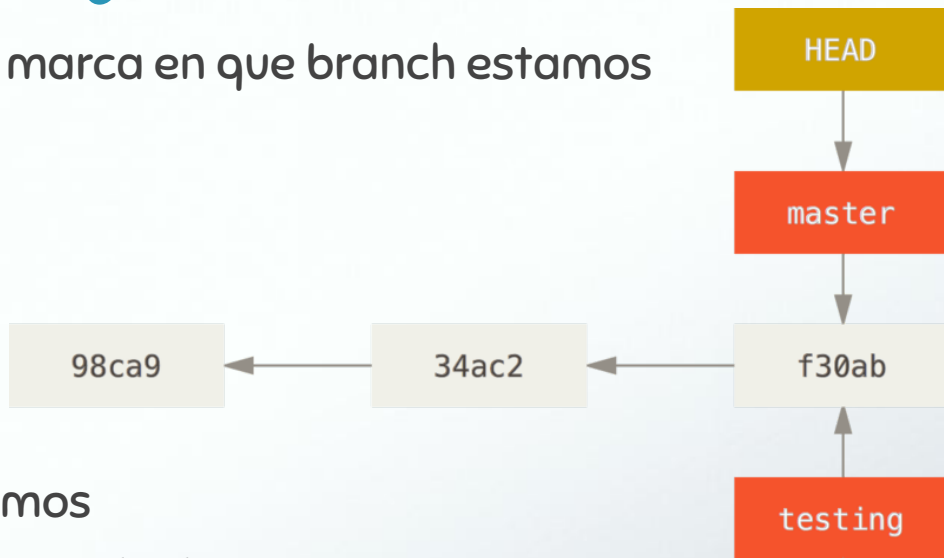 HEAD
marca en que branch estamos
master
98ca9
34ac2
f30ab
mos
testing